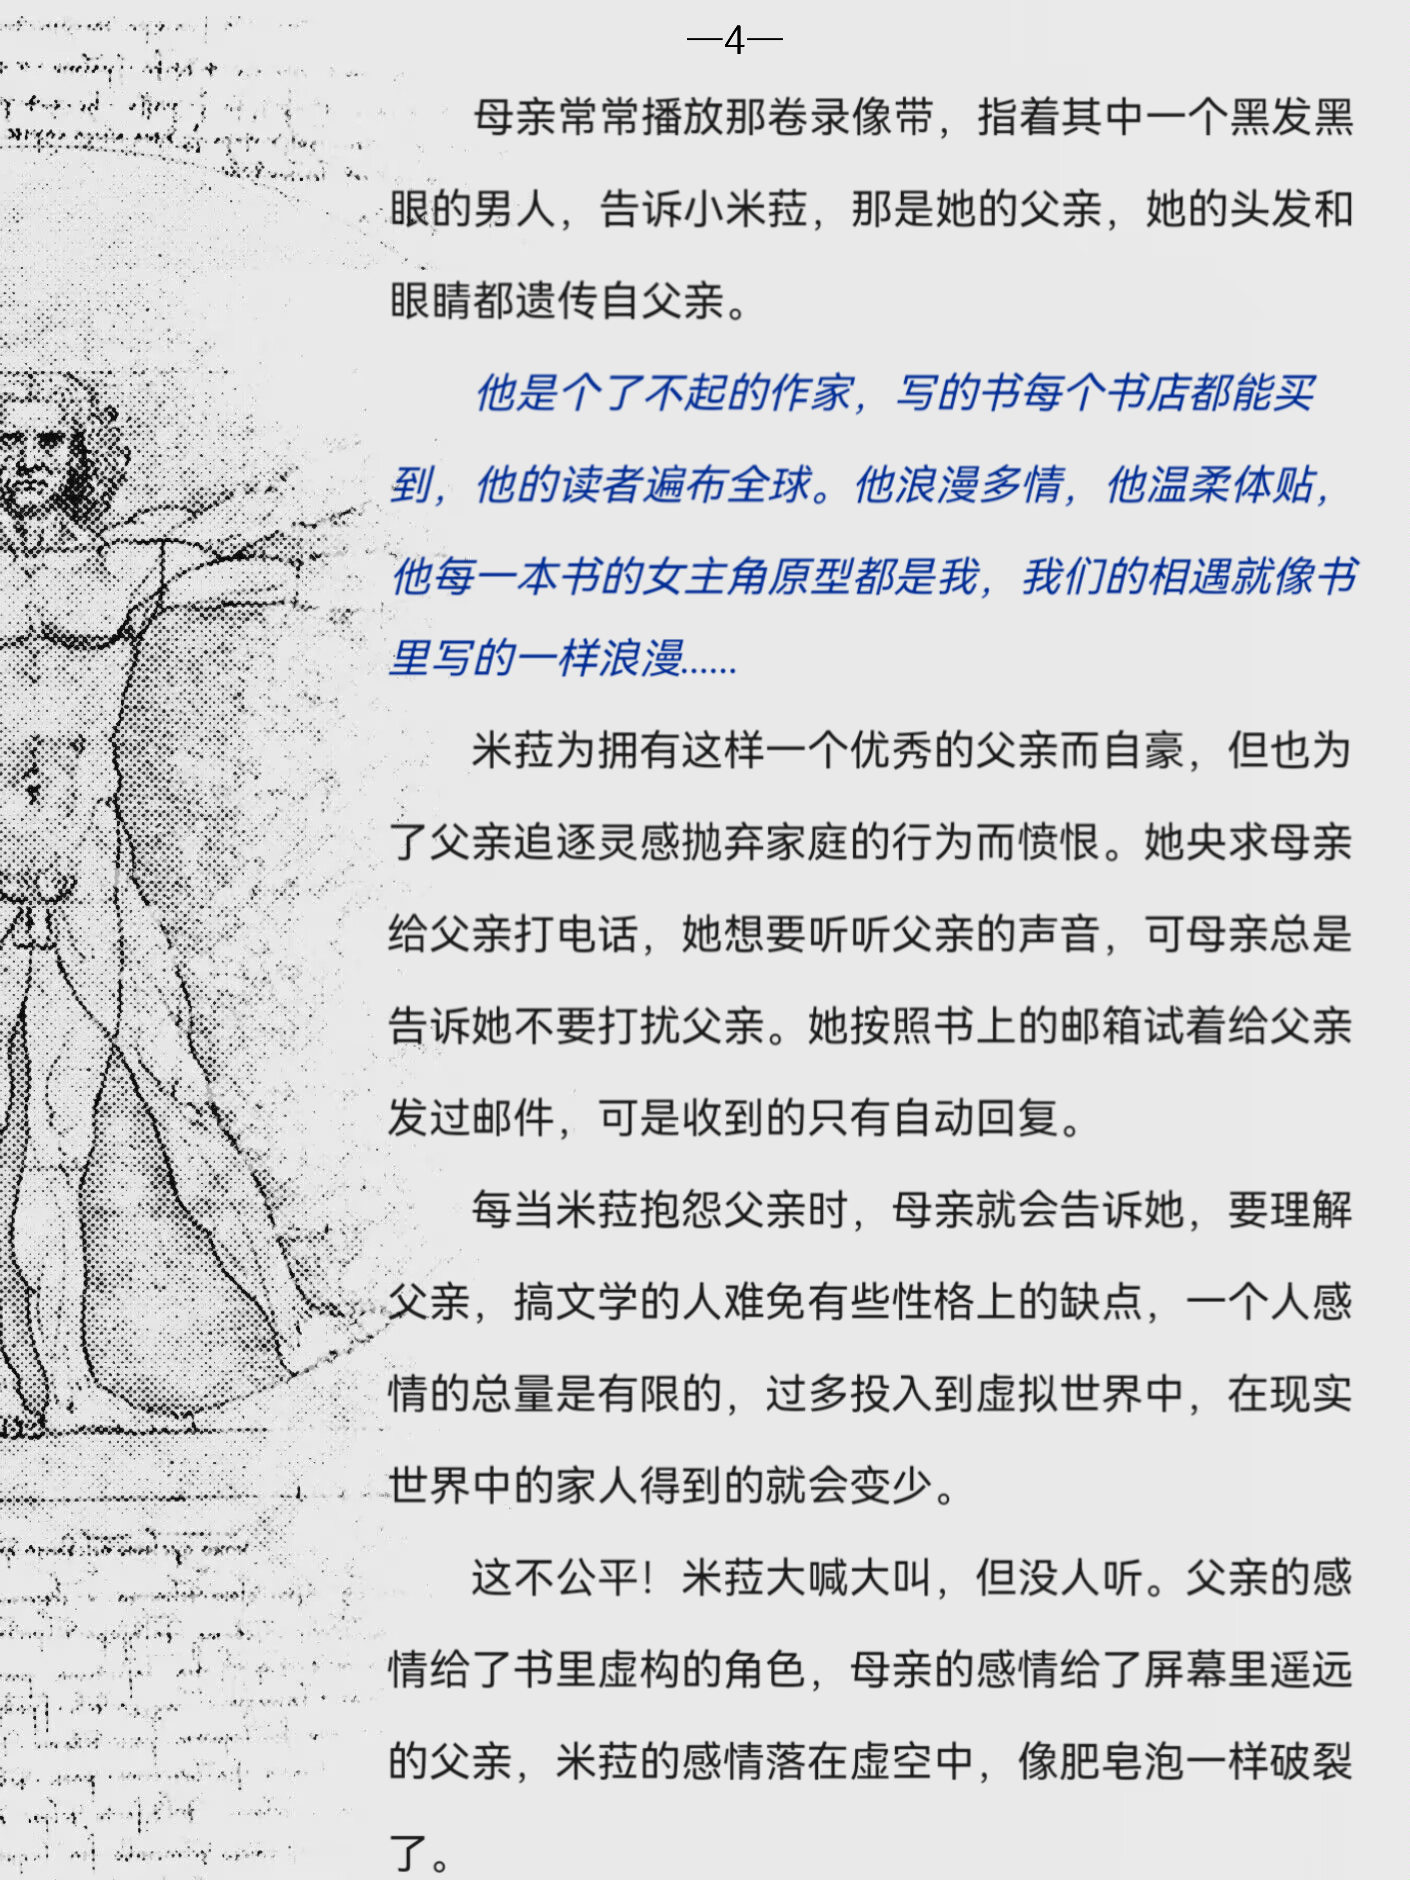 —4—
母亲常常播放那卷录像带，指着其中一个黑发黑
眼的男人，告诉小米菈，那是她的父亲，她的头发和
眼睛都遗传自父亲。
他是个了不起的作家，写的书每个书店都能买
到，他的读者遍布全球。他浪漫多情，他温柔体贴，
他每一本书的女主角原型都是我，我们的相遇就像书
里写的一样浪漫......
米菈为拥有这样一个优秀的父亲而自豪，但也为
了父亲追逐灵感抛弃家庭的行为而愤恨。她央求母亲
给父亲打电话，她想要听听父亲的声音，可母亲总是
告诉她不要打扰父亲。她按照书上的邮箱试着给父亲
发过邮件，可是收到的只有自动回复。
每当米菈抱怨父亲时，母亲就会告诉她，要理解
父亲，搞文学的人难免有些性格上的缺点，一个人感
情的总量是有限的，过多投入到虚拟世界中，在现实
世界中的家人得到的就会变少。
这不公平！米菈大喊大叫，但没人听。父亲的感
情给了书里虚构的角色，母亲的感情给了屏幕里遥远
的父亲，米菈的感情落在虚空中，像肥皂泡一样破裂
了。